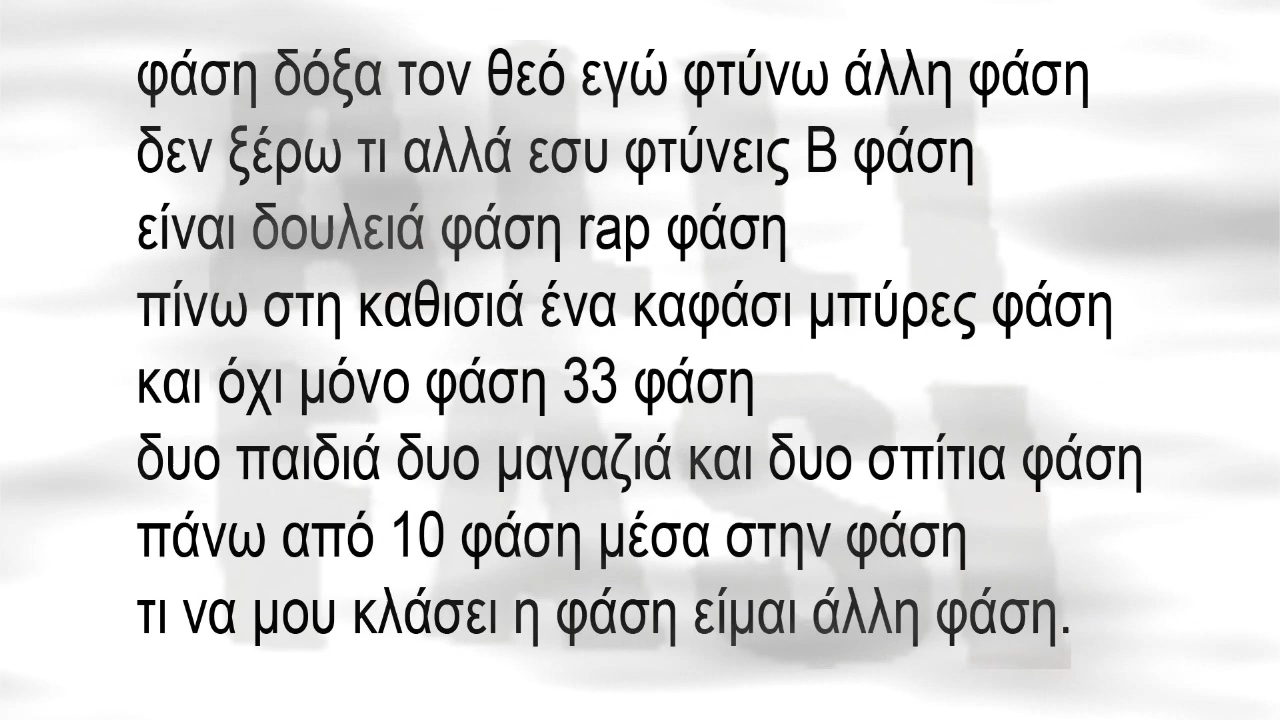 φάση δόξα τον θεό εγώ φτύνω άλλη φάση
δεν ξέρω τι αλλά εσυ φτύνεις Β φάση
είναι δουλειά φάση rap φάση
πίνω στη καθισιά ένα καφάσι μπύρες φάση
και όχι μόνο φάση 33 φάση
δυο παιδιά δυο μαγαζιά και δυο σπίτια φάση
πάνω από 10 φάση μέσα στην φάση
τι να μου κλάσει η φάση είμαι άλλη φάση.
ALLI
FASI